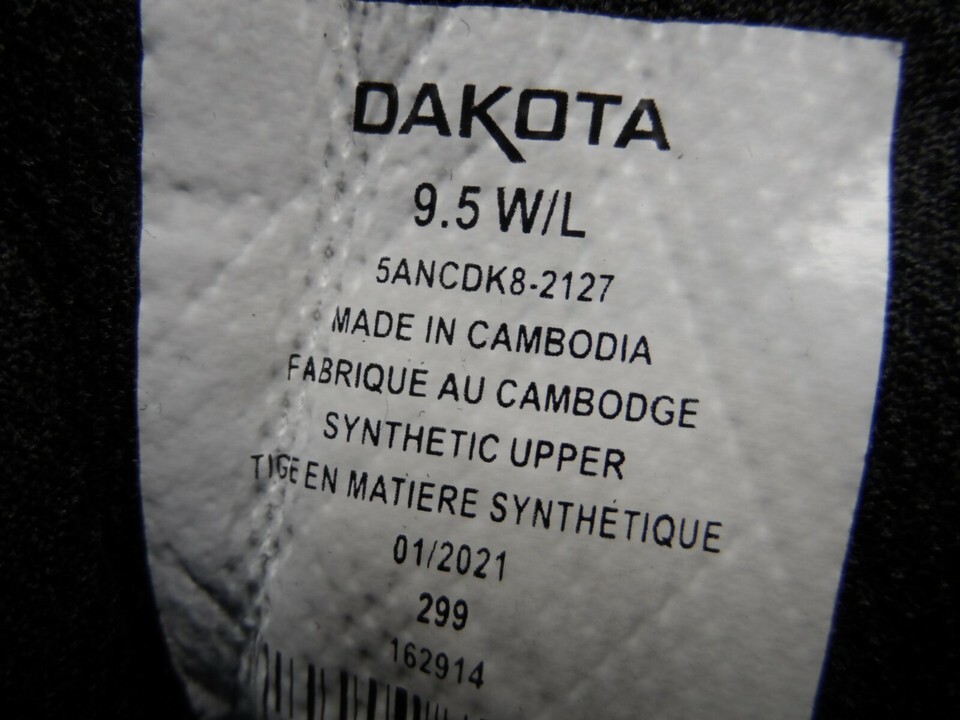 DAKOTA
9.5 W/L
5ANCDK8-2127
MADE IN CAMBODIA
FABRIQUE AU CAMBODGE
SYNTHETIC UPPER
TIGE EN MATIÈRE SYNTHÉTIQUE
01/2021
299
162914